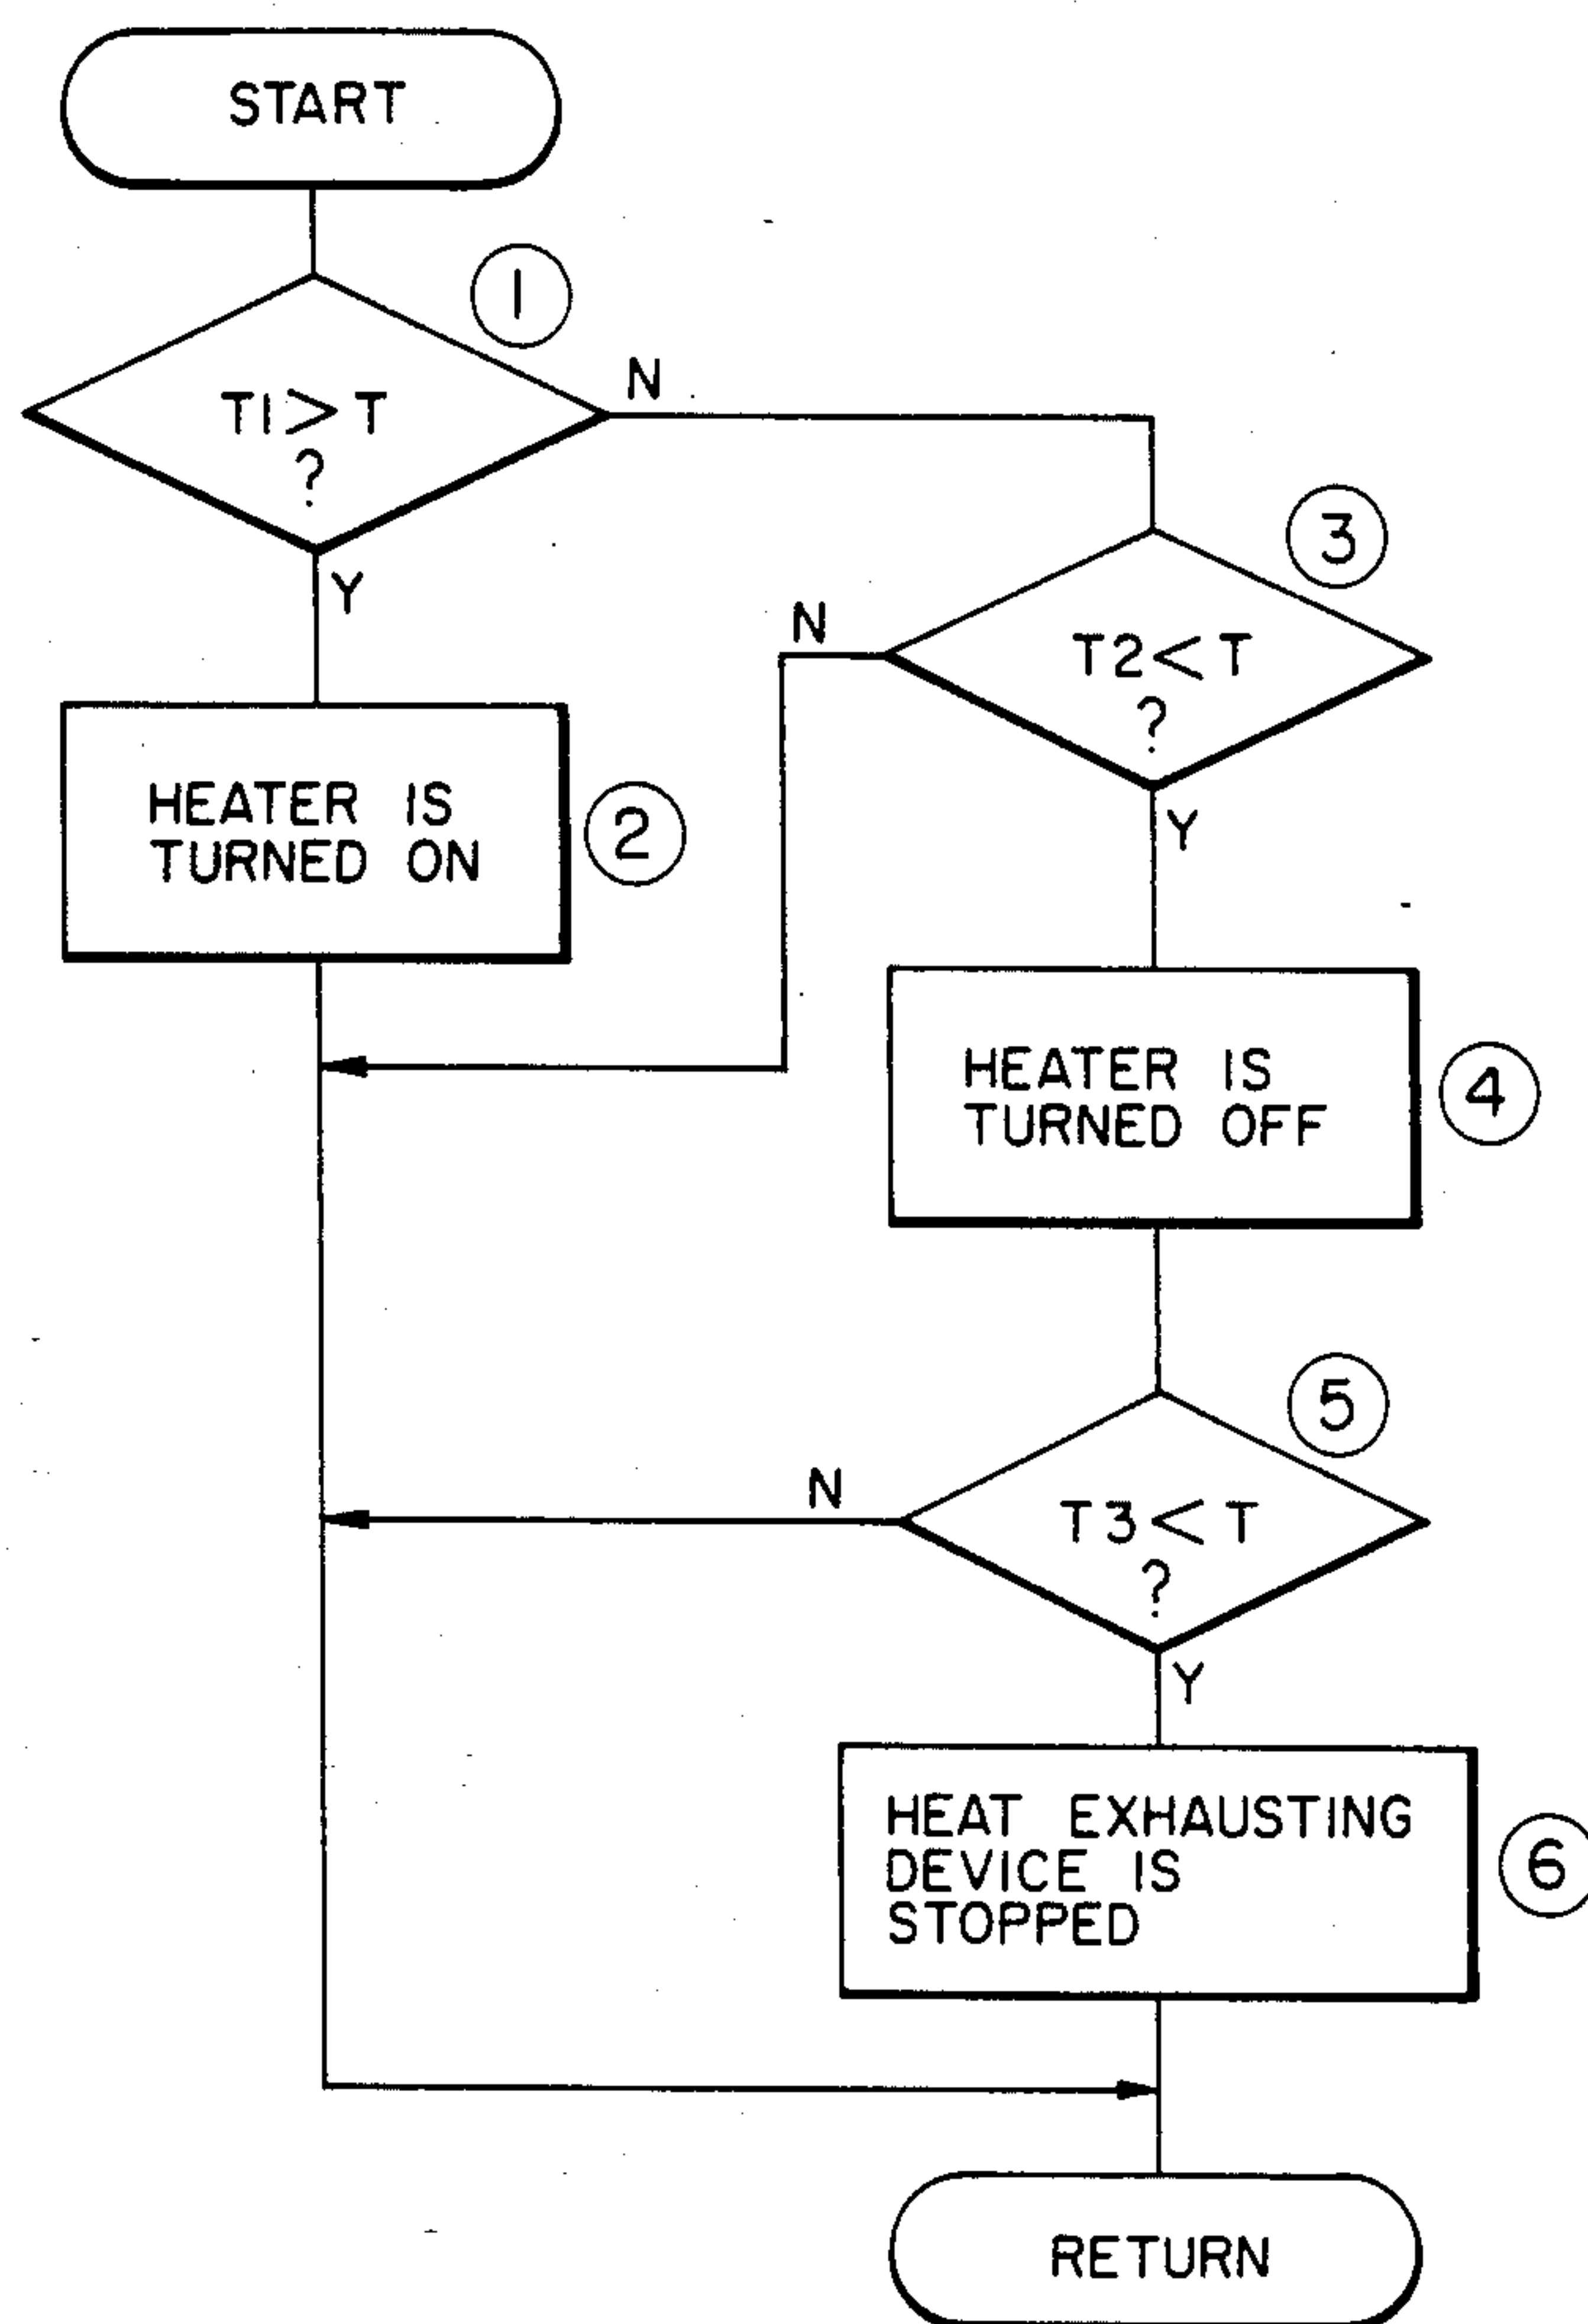 START
1
T1>T
?
N
Y
3
T2<T
?
N
Y
HEATER IS
TURNED ON
2
HEATER IS
TURNED OFF
4
5
T3<T
?
N
Y
HEAT EXHAUSTING
DEVICE IS
STOPPED
6
RETURN